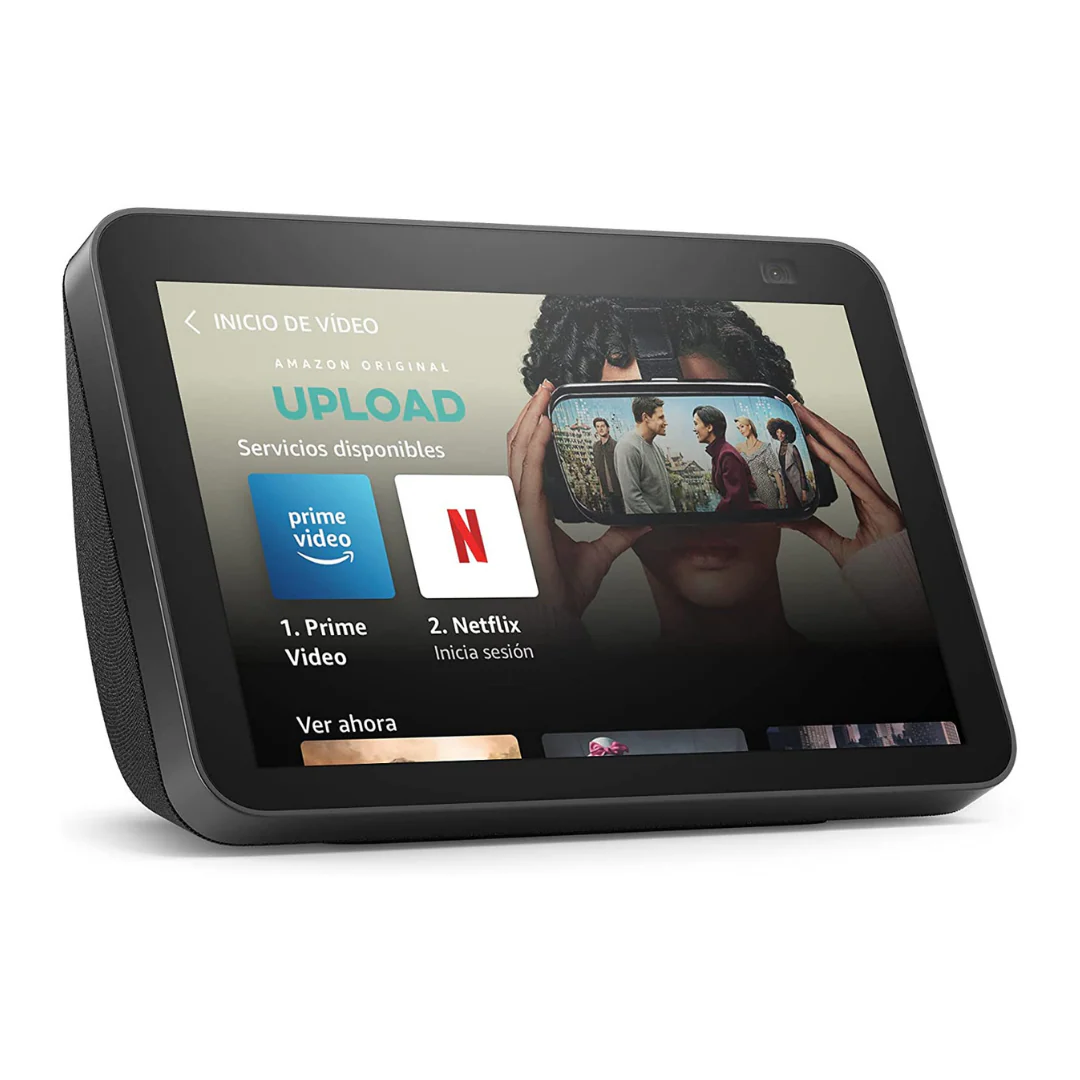 INICIO DE VÍDEO
AMAZON ORIGINAL
UPLOAD
Servicios disponibles
prime
video
N
1. Prime
Video
2. Netflix
Inicia sesión
Ver ahora